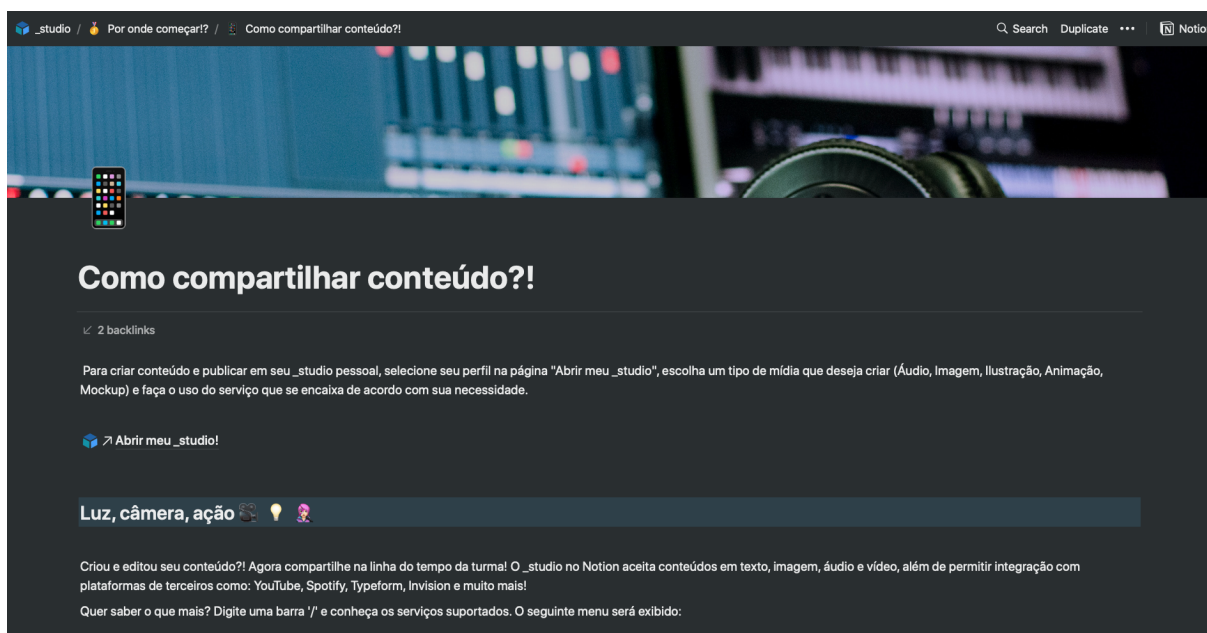 _studio / Por onde começar!? / Como compartilhar conteúdo?!
Search Duplicate ••• Notio
Como compartilhar conteúdo?!
2 backlinks
Para criar conteúdo e publicar em seu _studio pessoal, selecione seu perfil na página "Abrir meu _studio", escolha um tipo de mídia que deseja criar (Áudio, Imagem, Ilustração, Animação,
Mockup) e faça o uso do serviço que se encaixa de acordo com sua necessidade.
Abrir meu _studio!
Luz, câmera, ação
Criou e editou seu conteúdo?! Agora compartilhe na linha do tempo da turma! O _studio no Notion aceita conteúdos em texto, imagem, áudio e vídeo, além de permitir integração com
plataformas de terceiros como: YouTube, Spotify, Typeform, Invision e muito mais!
Quer saber o que mais? Digite uma barra '/' e conheça os serviços suportados. O seguinte menu será exibido: